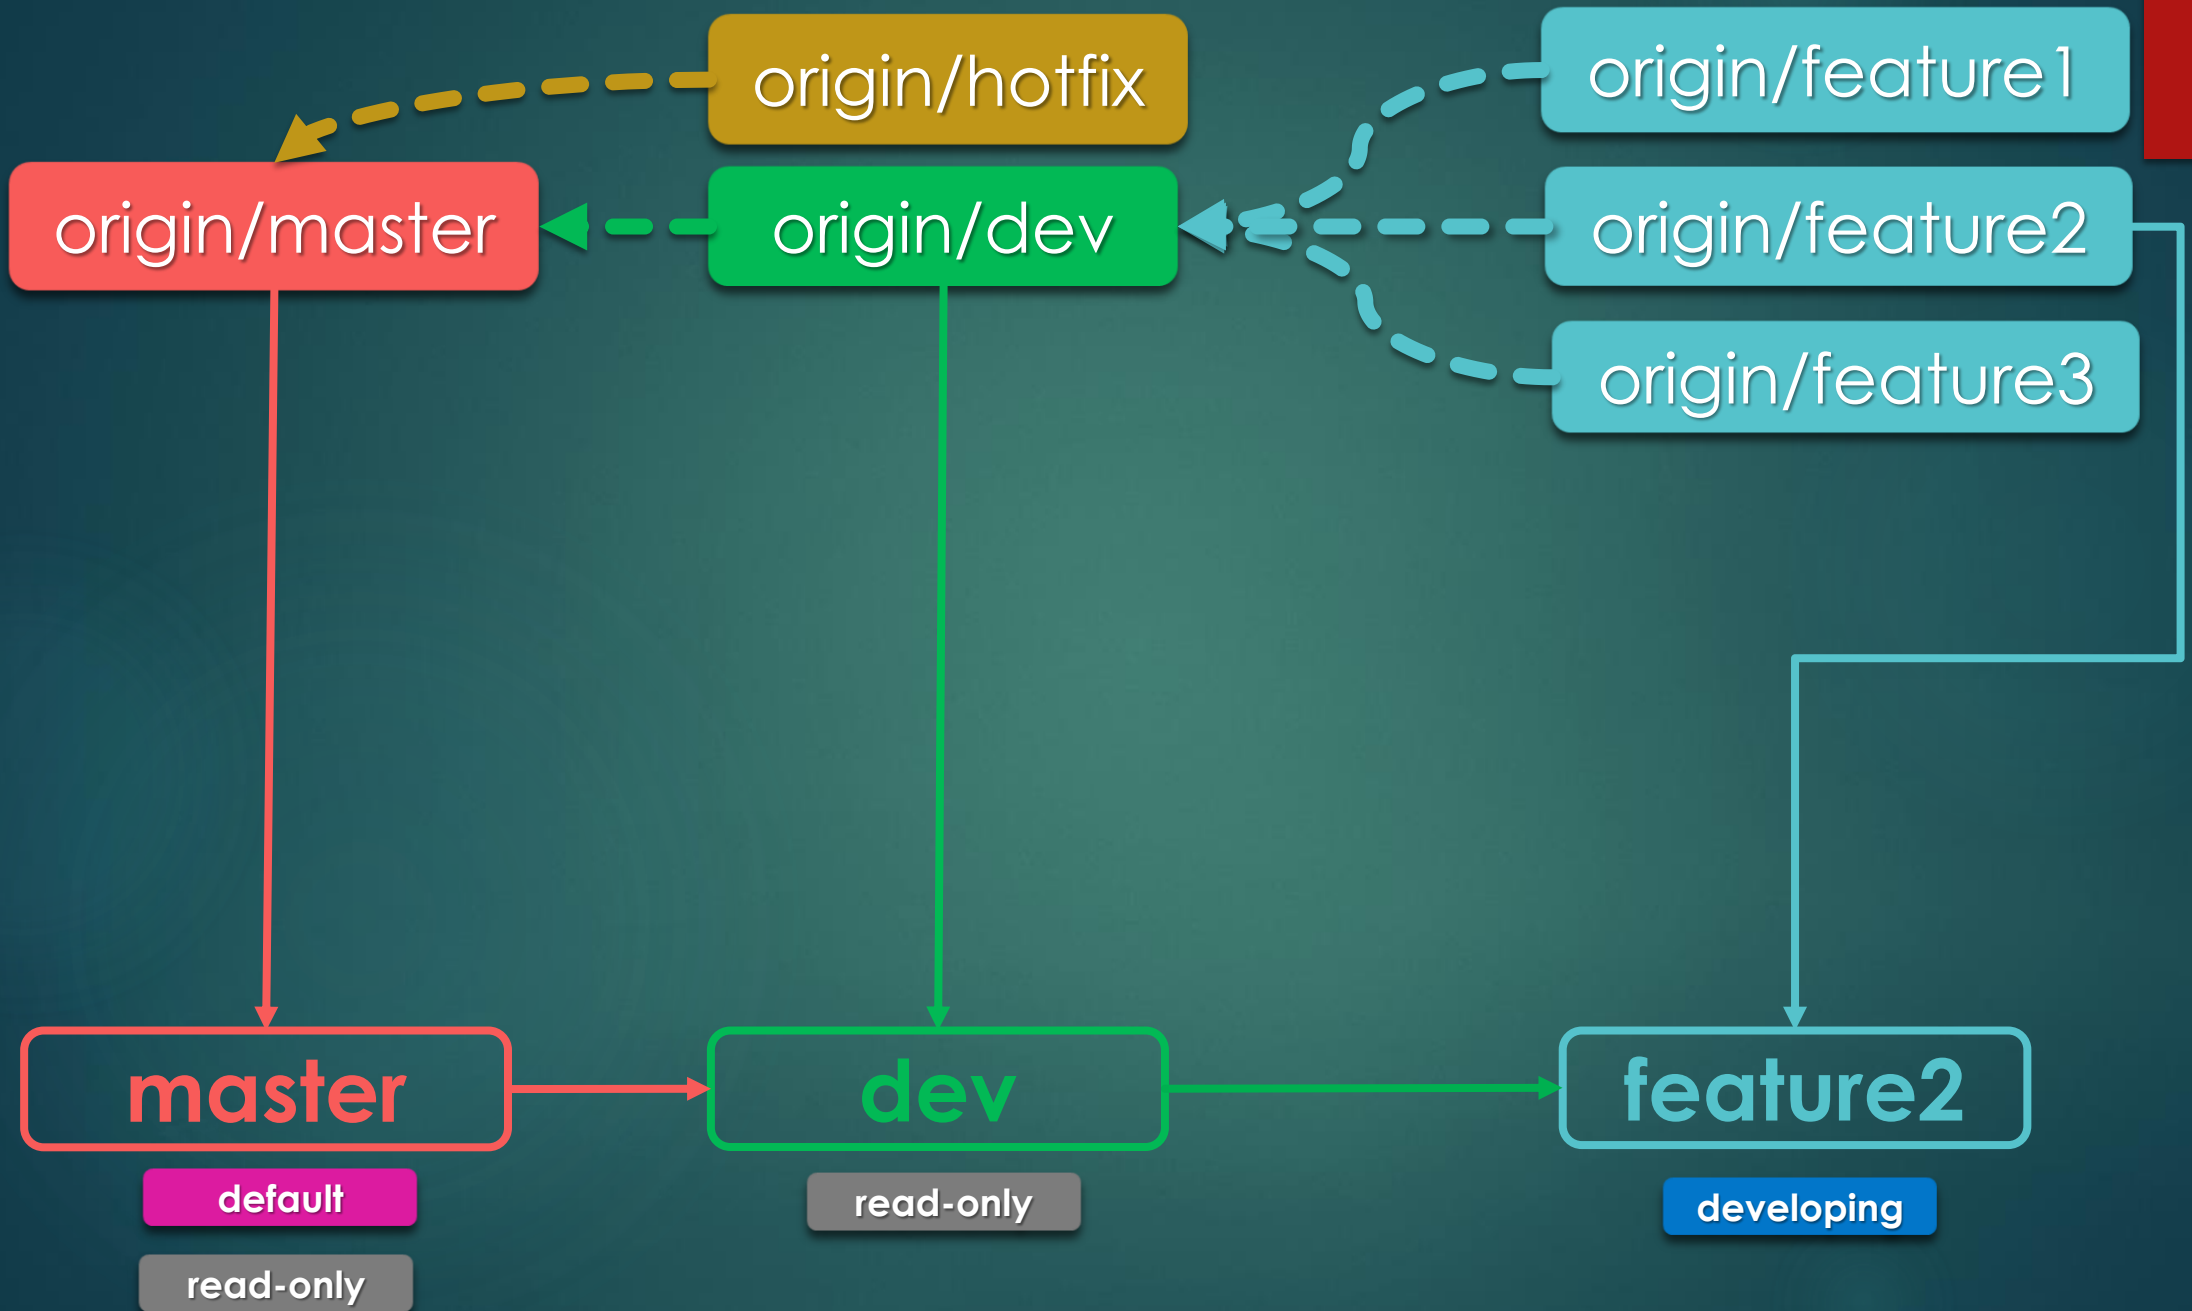 origin/hotfix
origin/feature1
origin/master
origin/dev
origin/feature2
origin/feature3
master
dev
feature2
default
read-only
developing
read-only